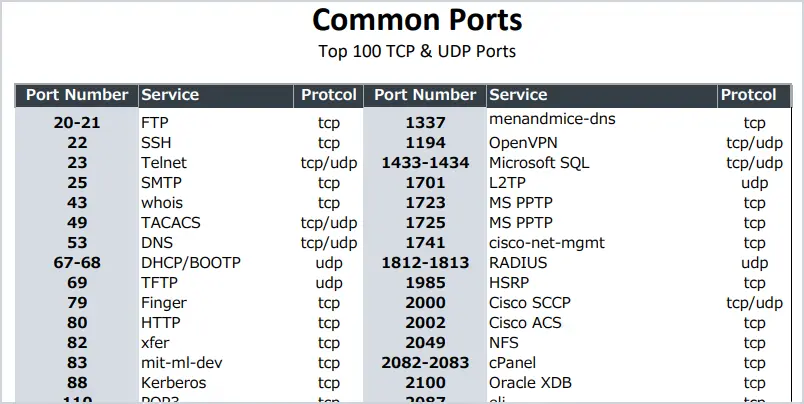 Common Ports
Top 100 TCP & UDP Ports
Port Number Service Protcol Port Number Service Protcol
20-21 FTP tcp 1337 menandmice-dns tcp
22 SSH tcp 1194 OpenVPN tcp/udp
23 Telnet tcp/udp 1433-1434 Microsoft SQL tcp/udp
25 SMTP tcp 1701 L2TP udp
43 whois tcp 1723 MS PPTP tcp
49 TACACS tcp/udp 1725 MS PPTP tcp
53 DNS tcp/udp 1741 cisco-net-mgmt tcp
67-68 DHCP/BOOTP udp 1812-1813 RADIUS udp
69 TFTP udp 1985 HSRP tcp
79 Finger tcp 2000 Cisco SCCP tcp/udp
80 HTTP tcp 2002 Cisco ACS tcp
82 xfer tcp 2049 NFS tcp
83 mit-ml-dev tcp 2082-2083 cPanel tcp
88 Kerberos tcp 2100 Oracle XDB tcp
110 POP3 tcp 2087 tcp